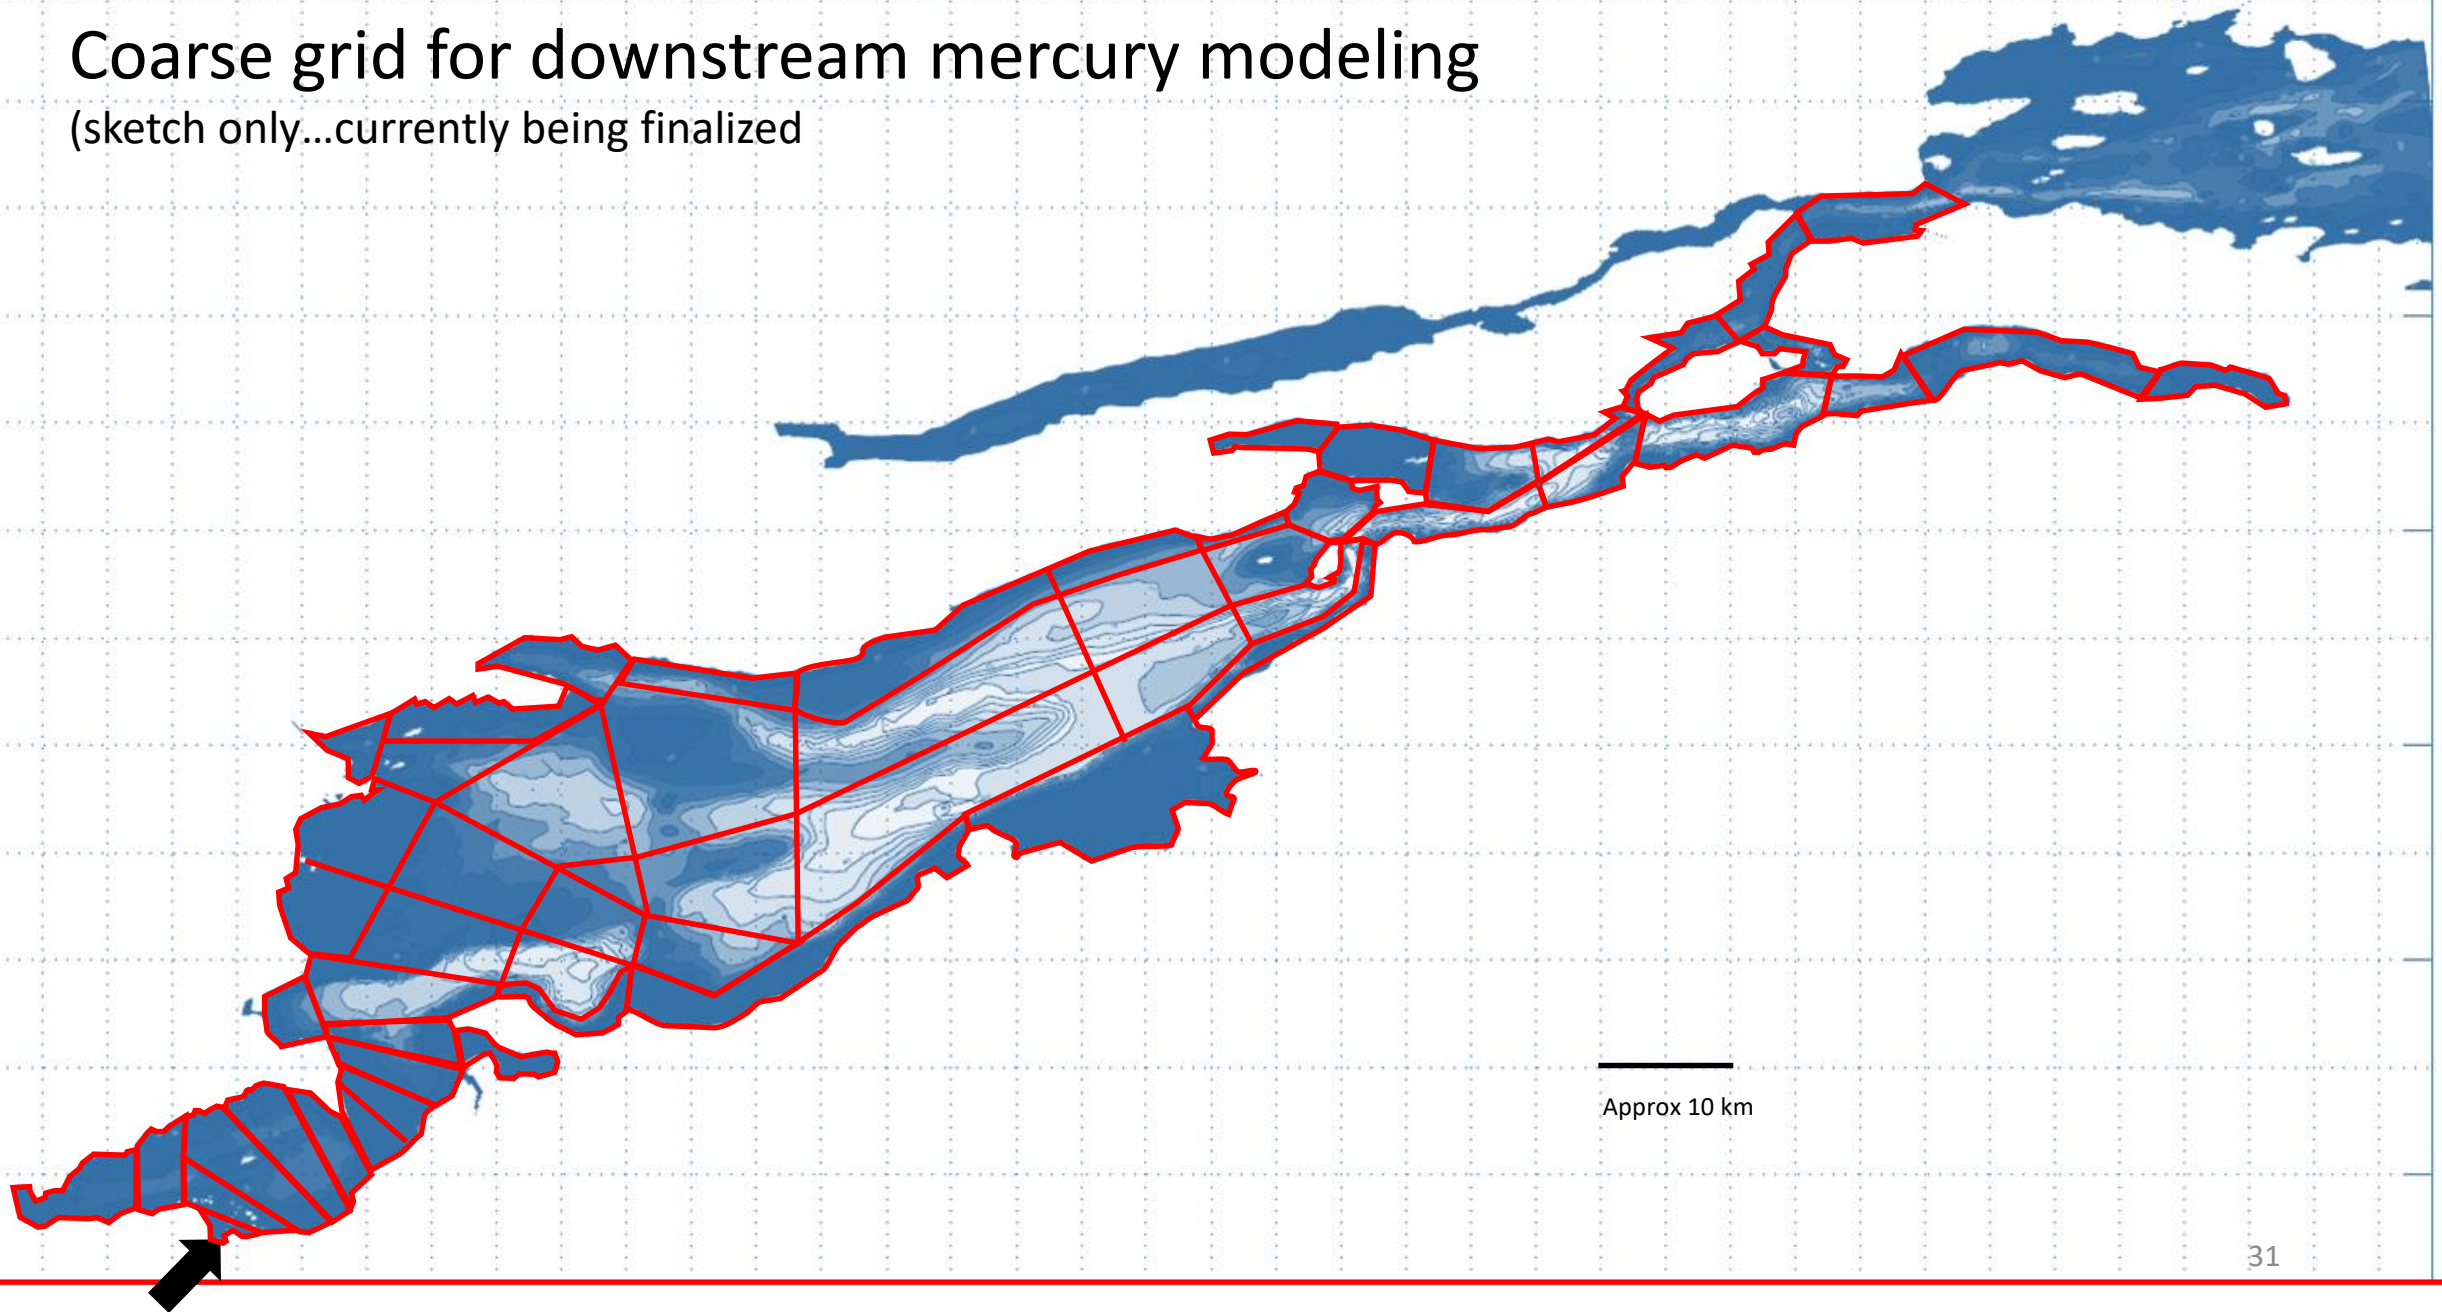 Coarse grid for downstream mercury modeling
(sketch only...currently being finalized
Approx 10 km
31